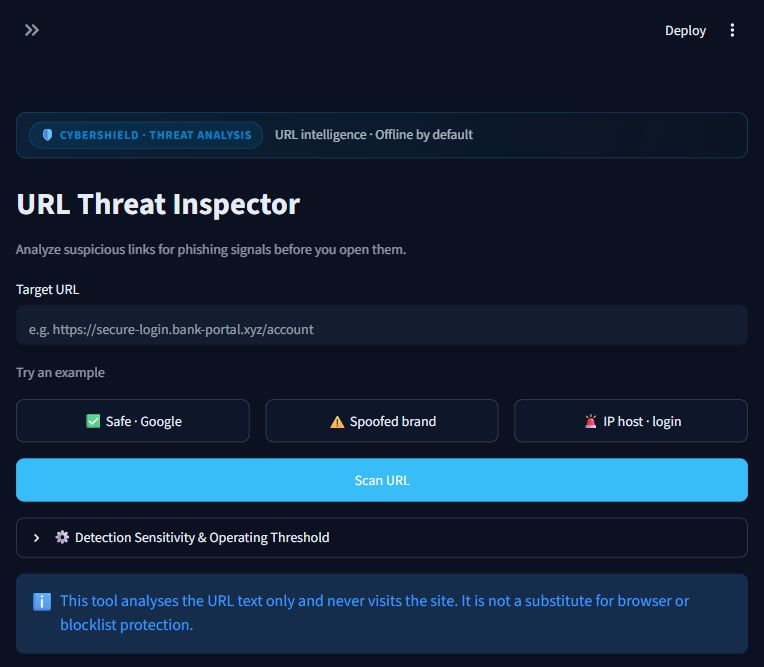 Deploy
CYBERSHIELD · THREAT ANALYSIS
URL intelligence · Offline by default
URL Threat Inspector
Analyze suspicious links for phishing signals before you open them.
Target URL
e.g. https://secure-login.bank-portal.xyz/account
Try an example
Safe · Google
Spoofed brand
IP host · login
Scan URL
Detection Sensitivity & Operating Threshold
This tool analyses the URL text only and never visits the site. It is not a substitute for browser or
blocklist protection.